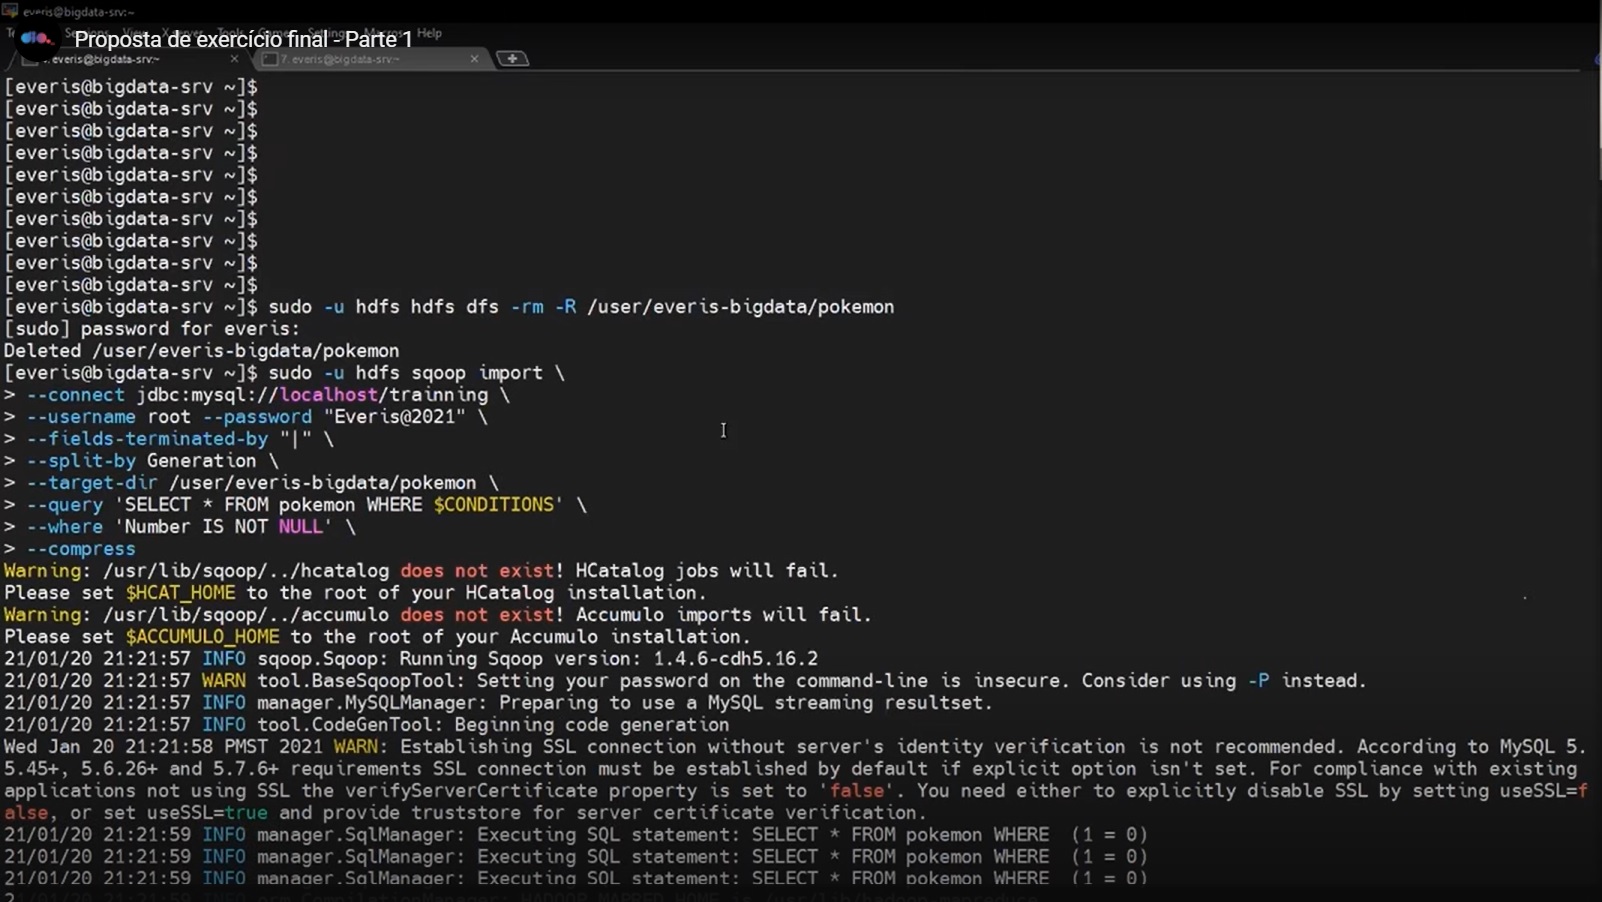 everis@bigdata-srv:~
Proposta de exercício final - Parte 1
Help
everis@bigdata-srv:~
7. everis@bigdata-srv:~
[everis@bigdata-srv ~]$
[everis@bigdata-srv ~]$
[everis@bigdata-srv ~]$
[everis@bigdata-srv ~]$
[everis@bigdata-srv ~]$
[everis@bigdata-srv ~]$
[everis@bigdata-srv ~]$
[everis@bigdata-srv ~]$
[everis@bigdata-srv ~]$
[everis@bigdata-srv ~]$
[everis@bigdata-srv ~]$ sudo -u hdfs hdfs dfs -rm -R /user/everis-bigdata/pokemon
[sudo] password for everis:
Deleted /user/everis-bigdata/pokemon
[everis@bigdata-srv ~]$ sudo -u hdfs sqoop import \
> --connect jdbc:mysql://localhost/trainning \
> --username root --password "Everis@2021" \
> --fields-terminated-by "|" \
> --split-by Generation \
> --target-dir /user/everis-bigdata/pokemon \
> --query 'SELECT * FROM pokemon WHERE $CONDITIONS' \
> --where 'Number IS NOT NULL' \
> --compress
Warning: /usr/lib/sqoop/../hcatalog does not exist! HCatalog jobs will fail.
Please set $HCAT_HOME to the root of your HCatalog installation.
Warning: /usr/lib/sqoop/../accumulo does not exist! Accumulo imports will fail.
Please set $ACCUMULO_HOME to the root of your Accumulo installation.
21/01/20 21:21:57 INFO sqoop.Sqoop: Running Sqoop version: 1.4.6-cdh5.16.2
21/01/20 21:21:57 WARN tool.BaseSqoopTool: Setting your password on the command-line is insecure. Consider using -P instead.
21/01/20 21:21:57 INFO manager.MySQLManager: Preparing to use a MySQL streaming resultset.
21/01/20 21:21:57 INFO tool.CodeGenTool: Beginning code generation
Wed Jan 20 21:21:58 PMST 2021 WARN: Establishing SSL connection without server's identity verification is not recommended. According to MySQL 5.
5.45+, 5.6.26+ and 5.7.6+ requirements SSL connection must be established by default if explicit option isn't set. For compliance with existing
applications not using SSL the verifyServerCertificate property is set to 'false'. You need either to explicitly disable SSL by setting useSSL=f
alse, or set useSSL=true and provide truststore for server certificate verification.
21/01/20 21:21:59 INFO manager.SqlManager: Executing SQL statement: SELECT * FROM pokemon WHERE  (1 = 0)
21/01/20 21:21:59 INFO manager.SqlManager: Executing SQL statement: SELECT * FROM pokemon WHERE  (1 = 0)
21/01/20 21:21:59 INFO manager.SqlManager: Executing SQL statement: SELECT * FROM pokemon WHERE  (1 = 0)